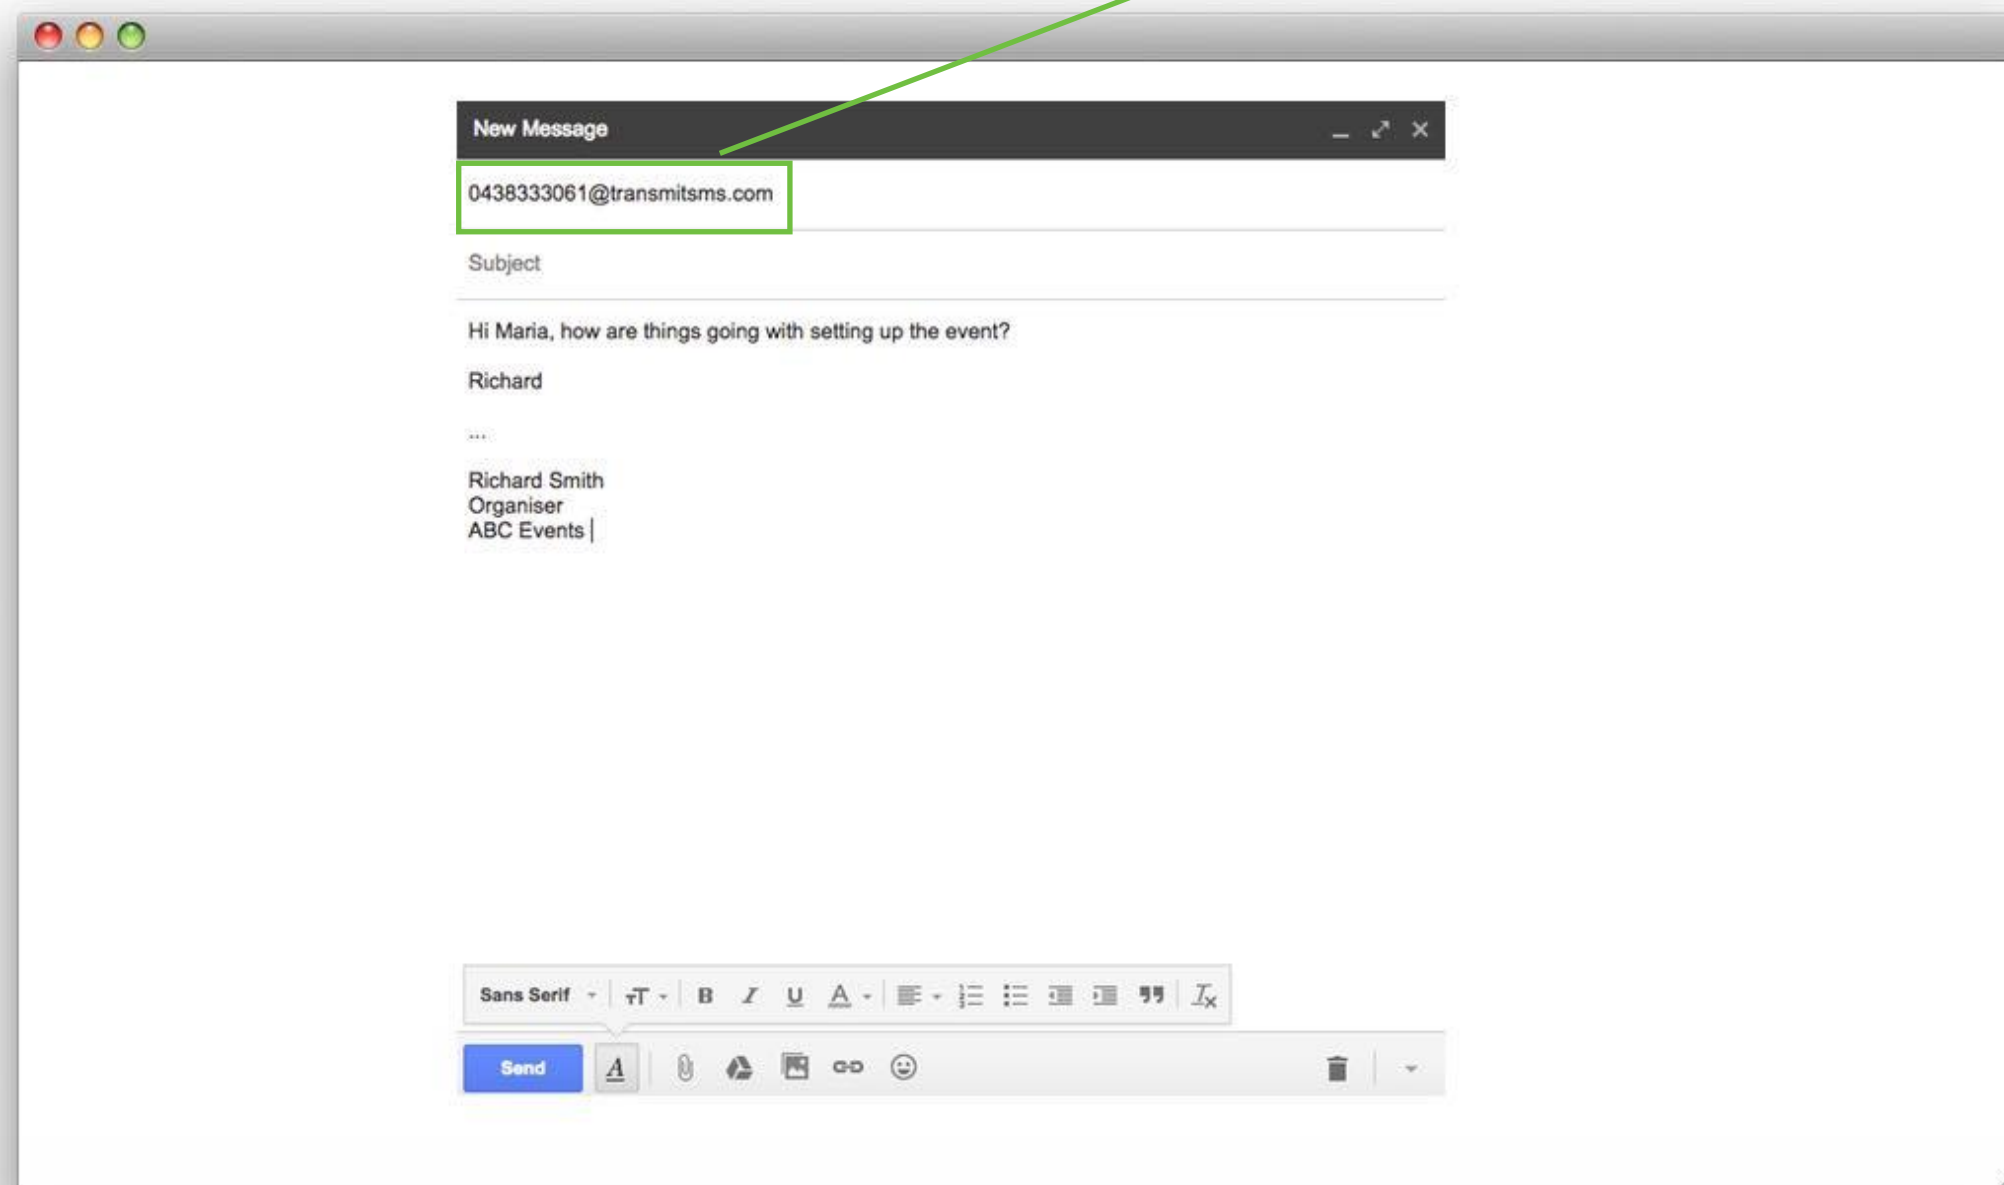 New Message
0438333061@transmitsms.com
Subject
Hi Maria, how are things going with setting up the event?
Richard
...
Richard Smith
Organiser
ABC Events
Sans Serif
Send